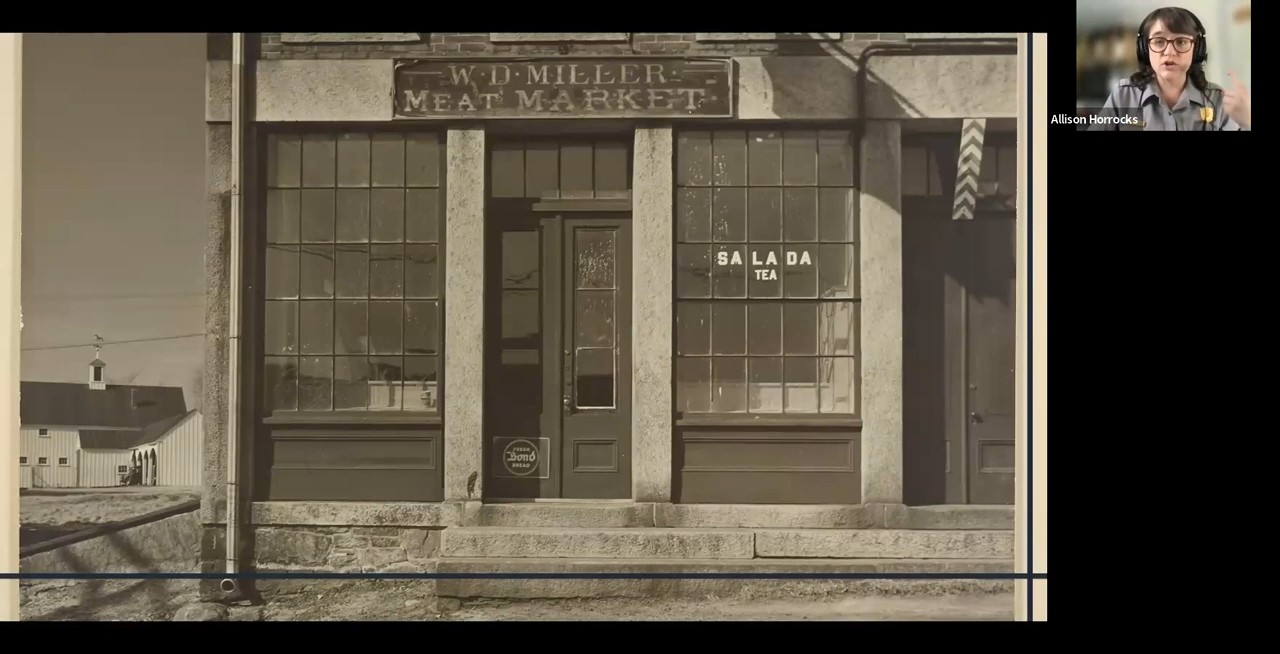 W·D·MILLER·
MEAT MARKET·
SALADA
TEA
FRESH
Bond
BREAD
Allison Horrocks